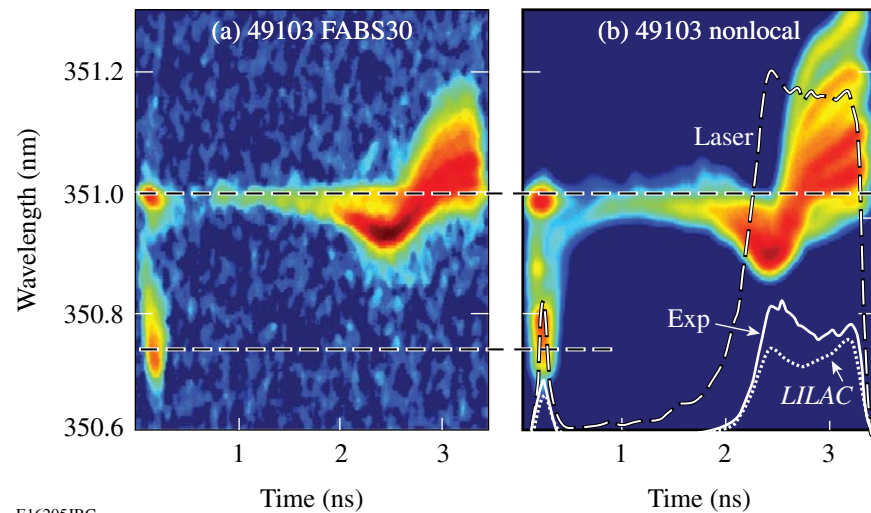 (a) 49103 FABS30
(b) 49103 nonlocal
Wavelength (nm)
351.2
351.0
350.8
350.6
1
2
3
Time (ns)
Laser
Exp
LILAC
1
2
3
Time (ns)